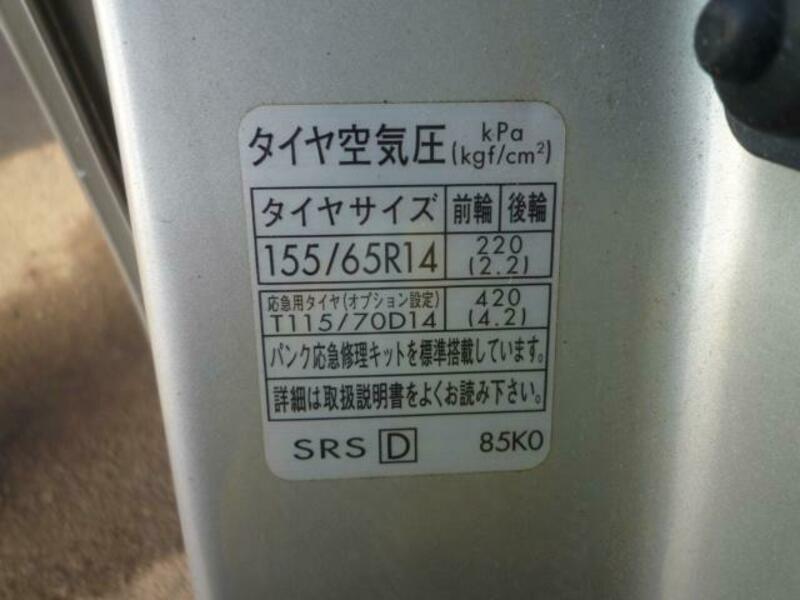 タイヤ空気圧 kPa (kgf/cm²)
タイヤサイズ 前輪 後輪
155/65R14 220 (2.2)
応急用タイヤ(オプション設定)
T115/70D14 420 (4.2)
パンク応急修理キットを標準搭載しています。
詳細は取扱説明書をよくお読み下さい。
SRS D 85K0